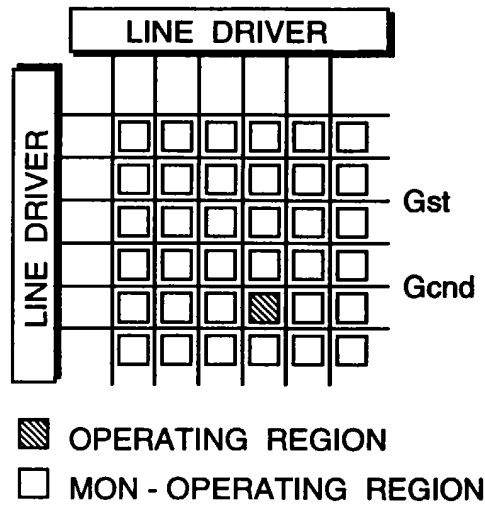 LINE DRIVER
LINE DRIVER
Gst
Gcnd
OPERATING REGION
MON - OPERATING REGION